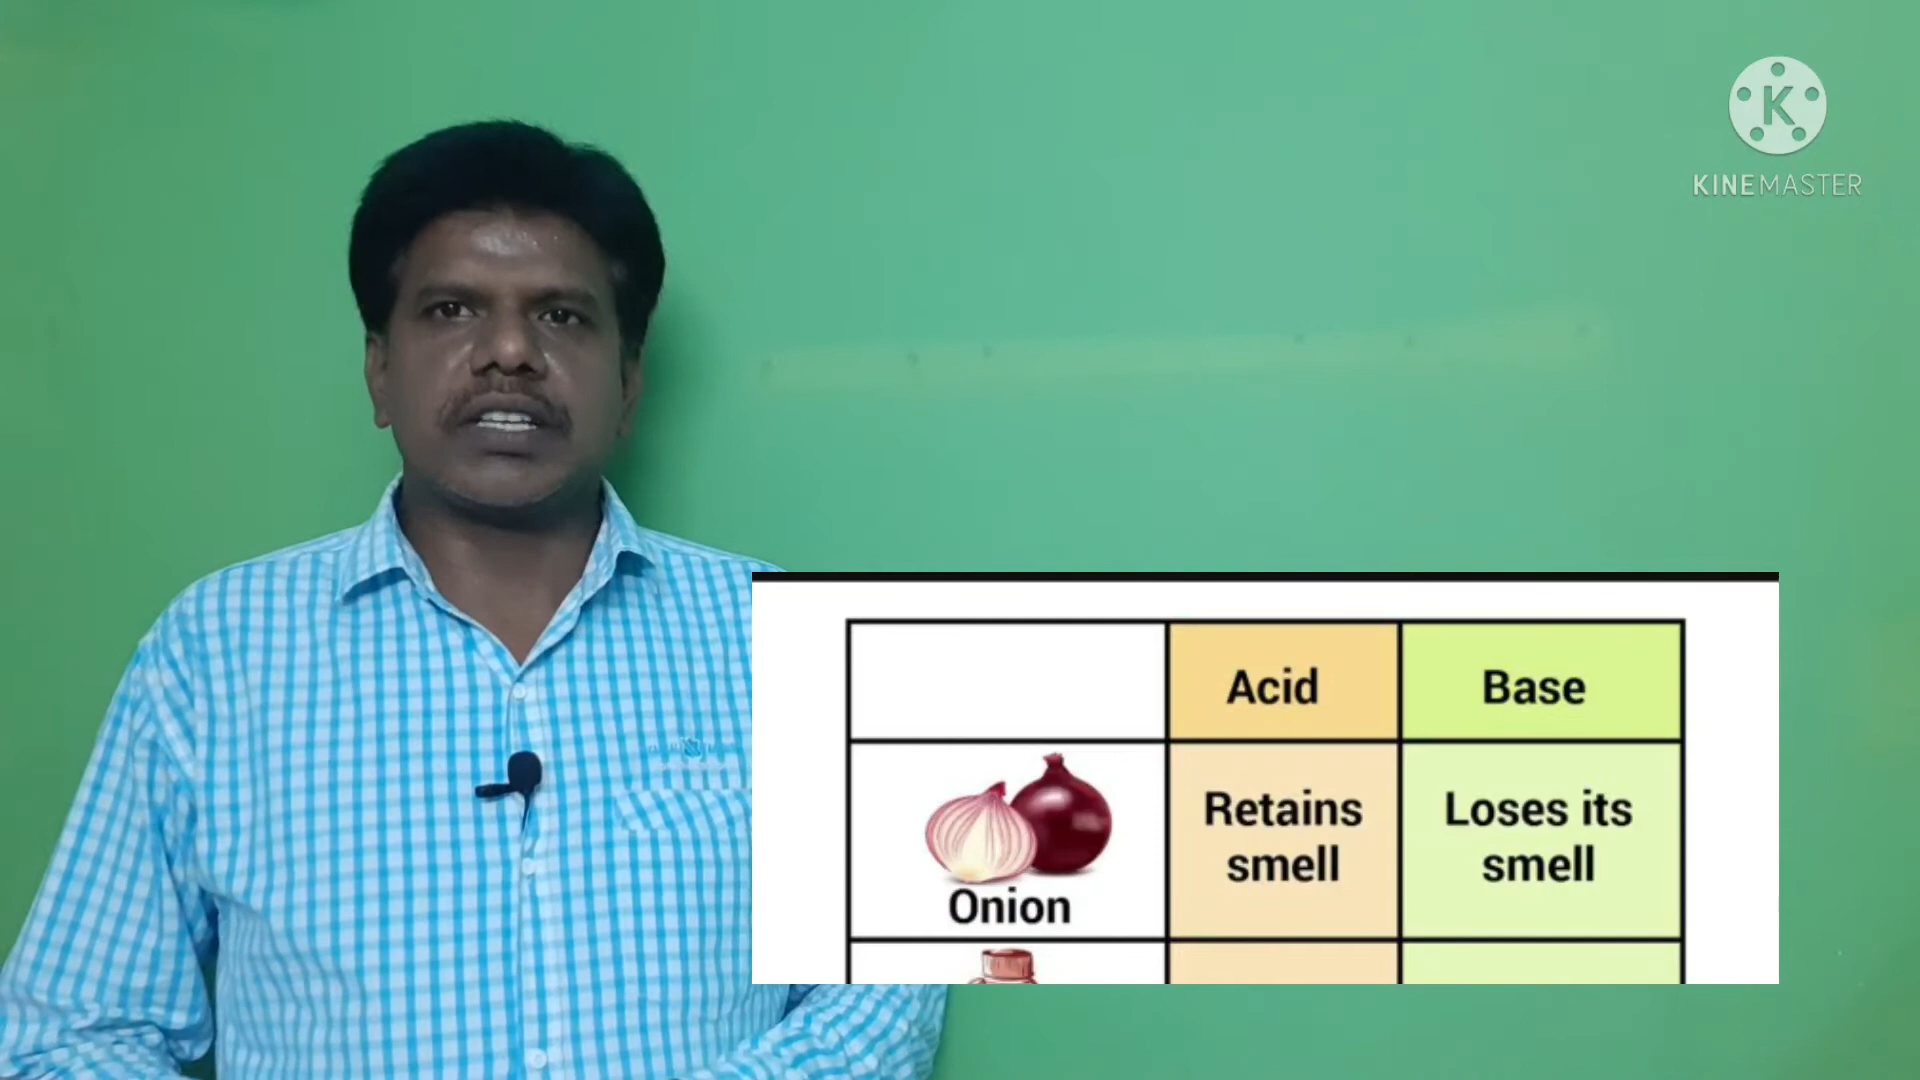 K
KINEMASTER
Acid
Base
Retains
smell
Loses its
smell
Onion